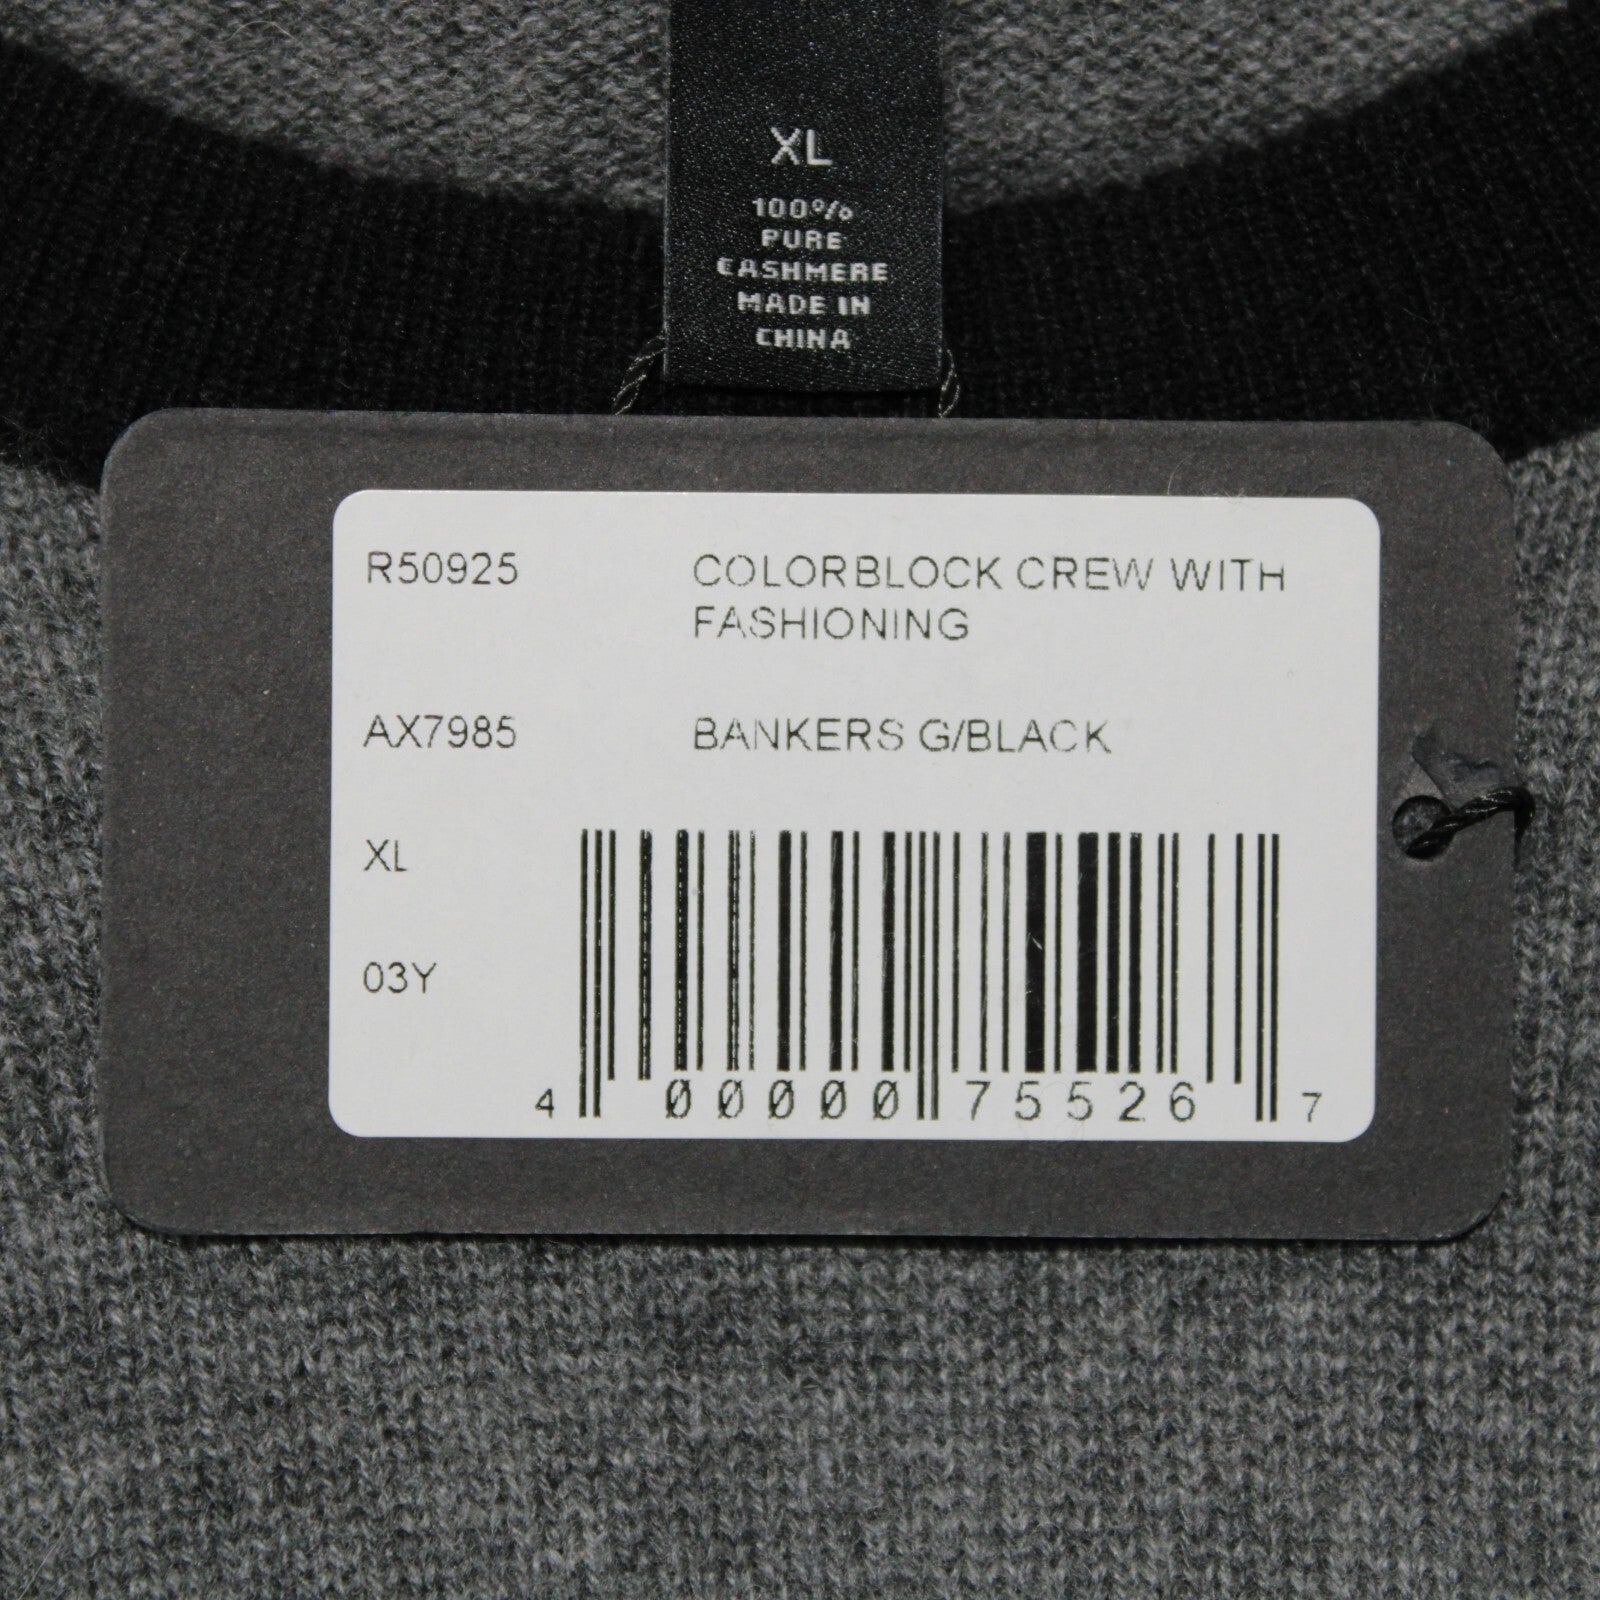 XL
100%
PURE
CASHMERE
MADE IN
CHINA
R50925
COLORBLOCK CREW WITH
FASHIONING
AX7985
BANKERS G/BLACK
XL
03Y
4 00000 75526 7